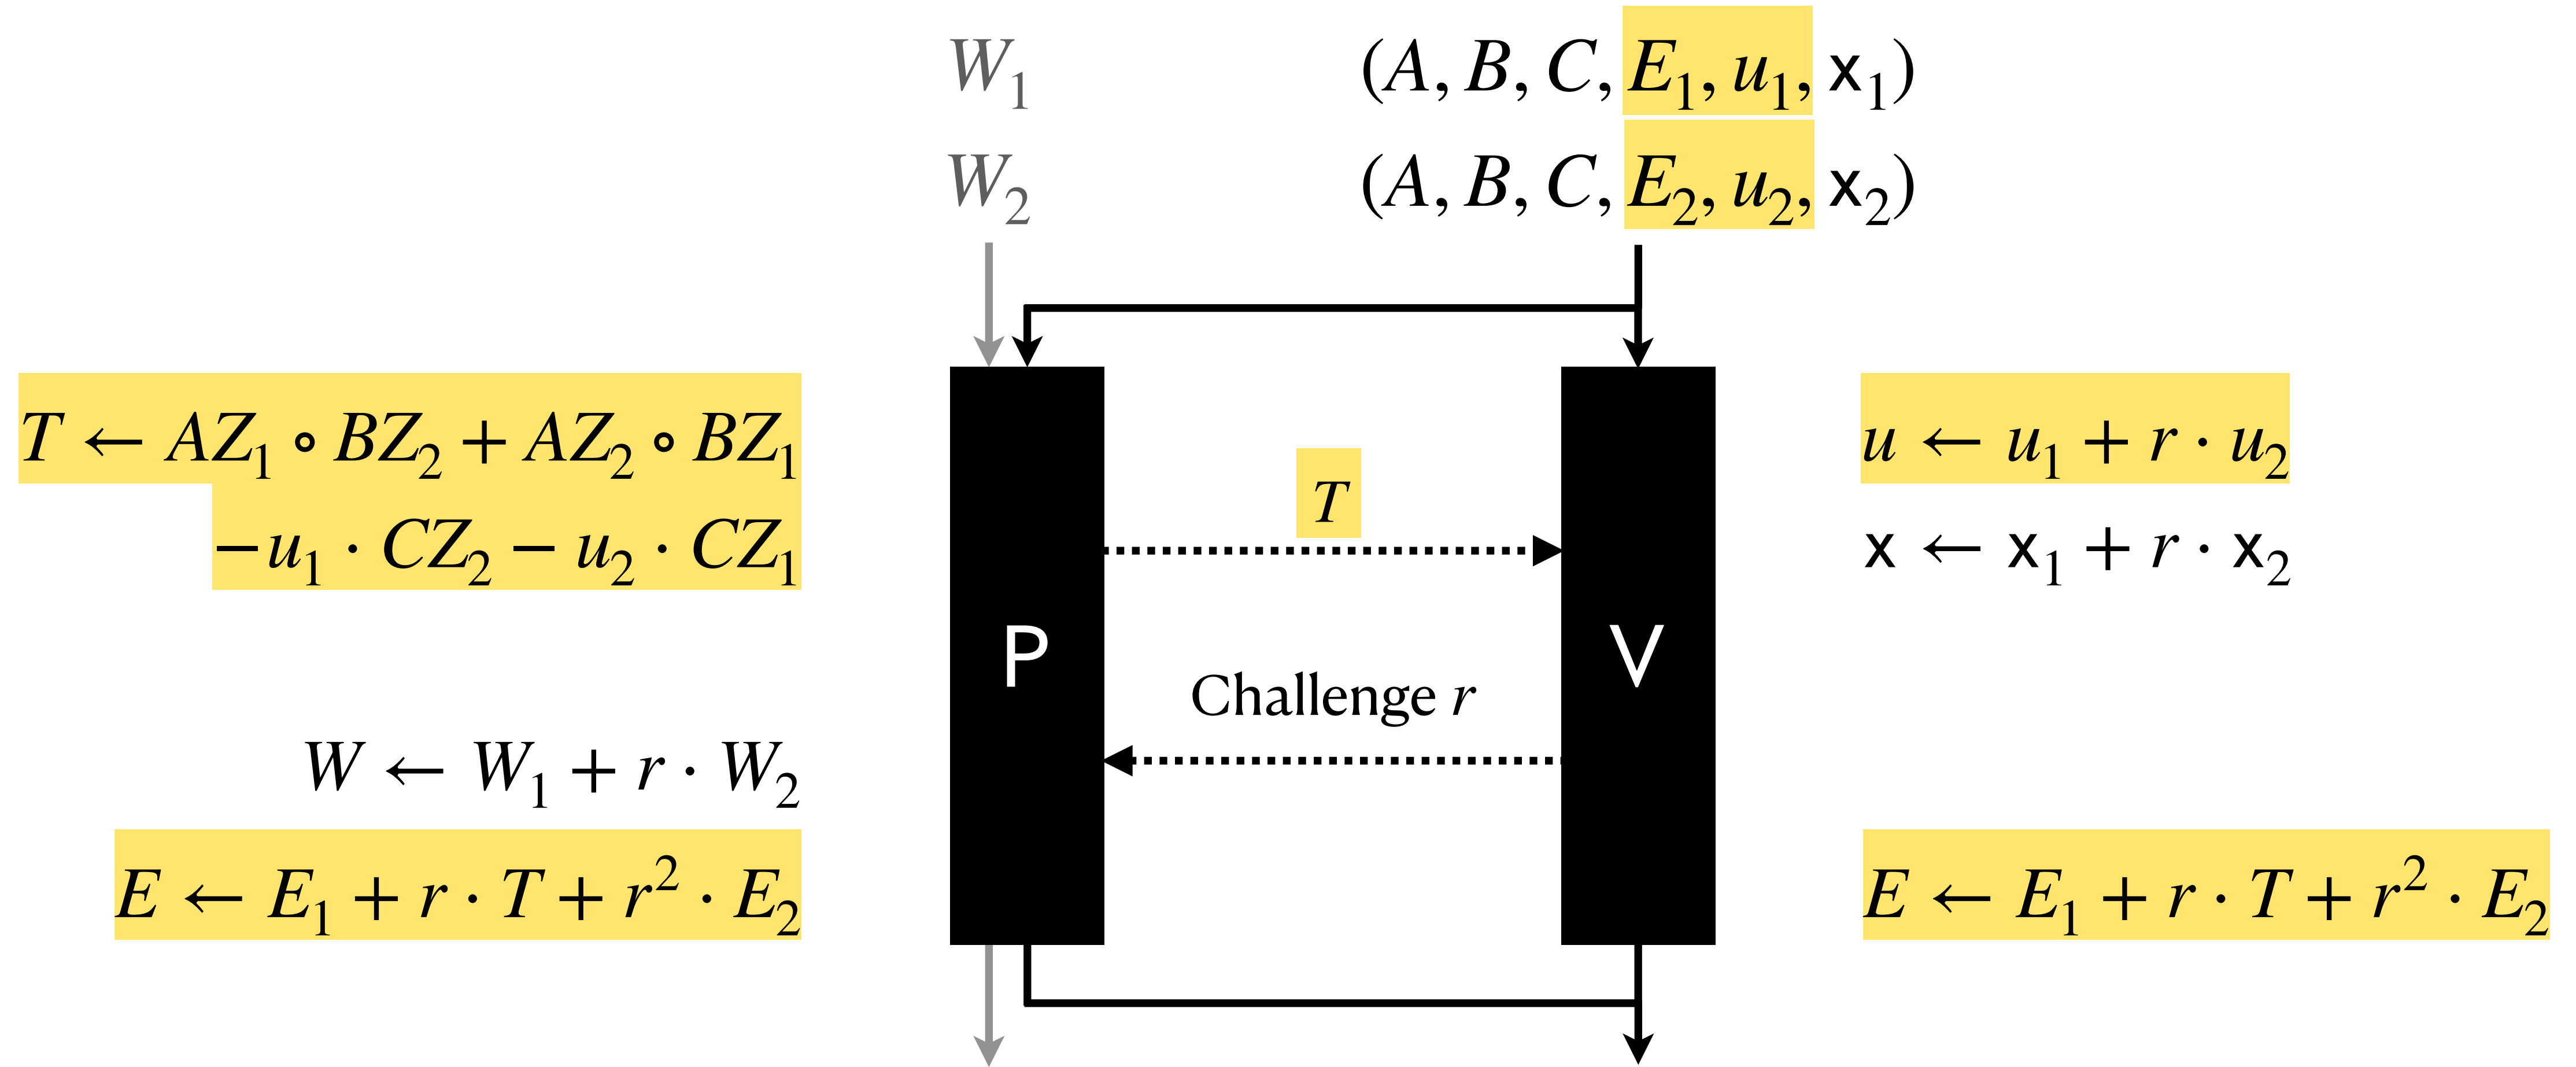 W₁ (A, B, C, E₁, u₁, x₁)
W₂ (A, B, C, E₂, u₂, x₂)
T ← AZ₁ ∘ BZ₂ + AZ₂ ∘ BZ₁
−u₁ · CZ₂ − u₂ · CZ₁
T
u ← u₁ + r · u₂
x ← x₁ + r · x₂
P
V
Challenge r
W ← W₁ + r · W₂
E ← E₁ + r · T + r² · E₂
E ← E₁ + r · T + r² · E₂